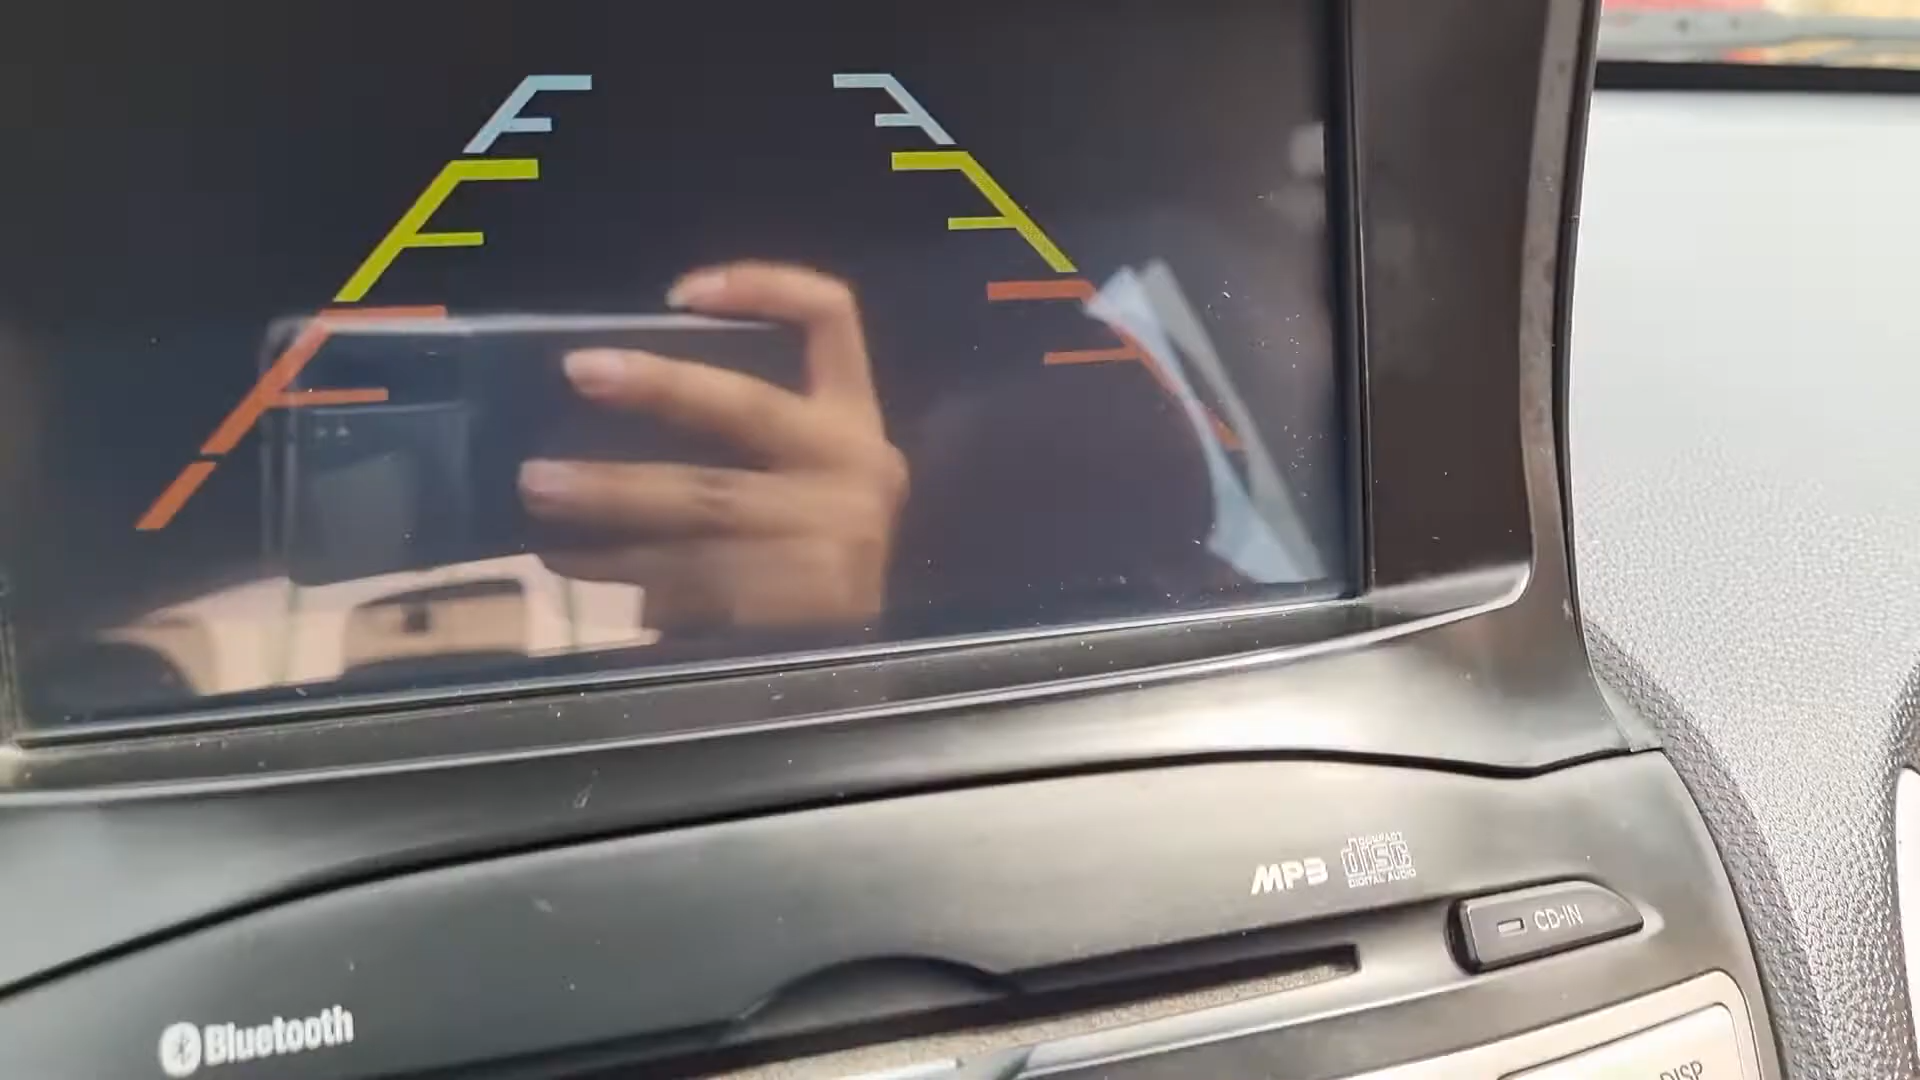 MP3
COMPACT
disc
DIGITAL AUDIO
CD-IN
Bluetooth
DISP